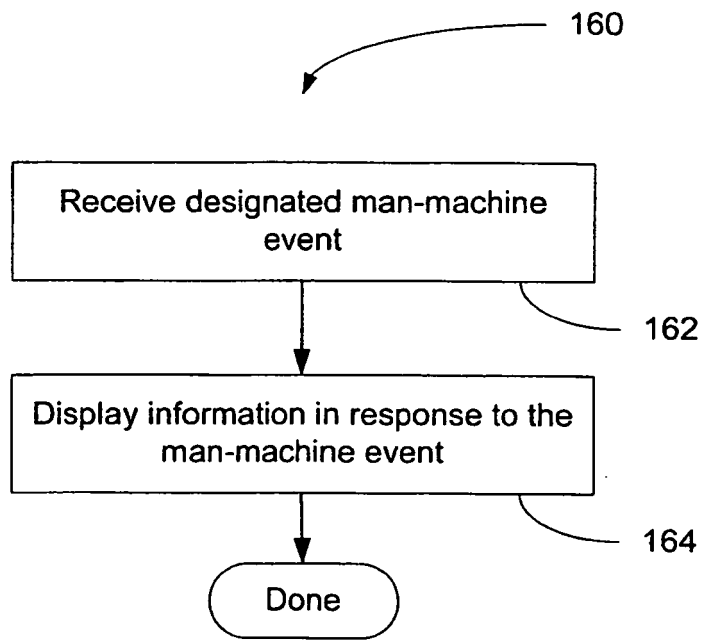 160
Receive designated man-machine
event
162
Display information in response to the
man-machine event
164
Done